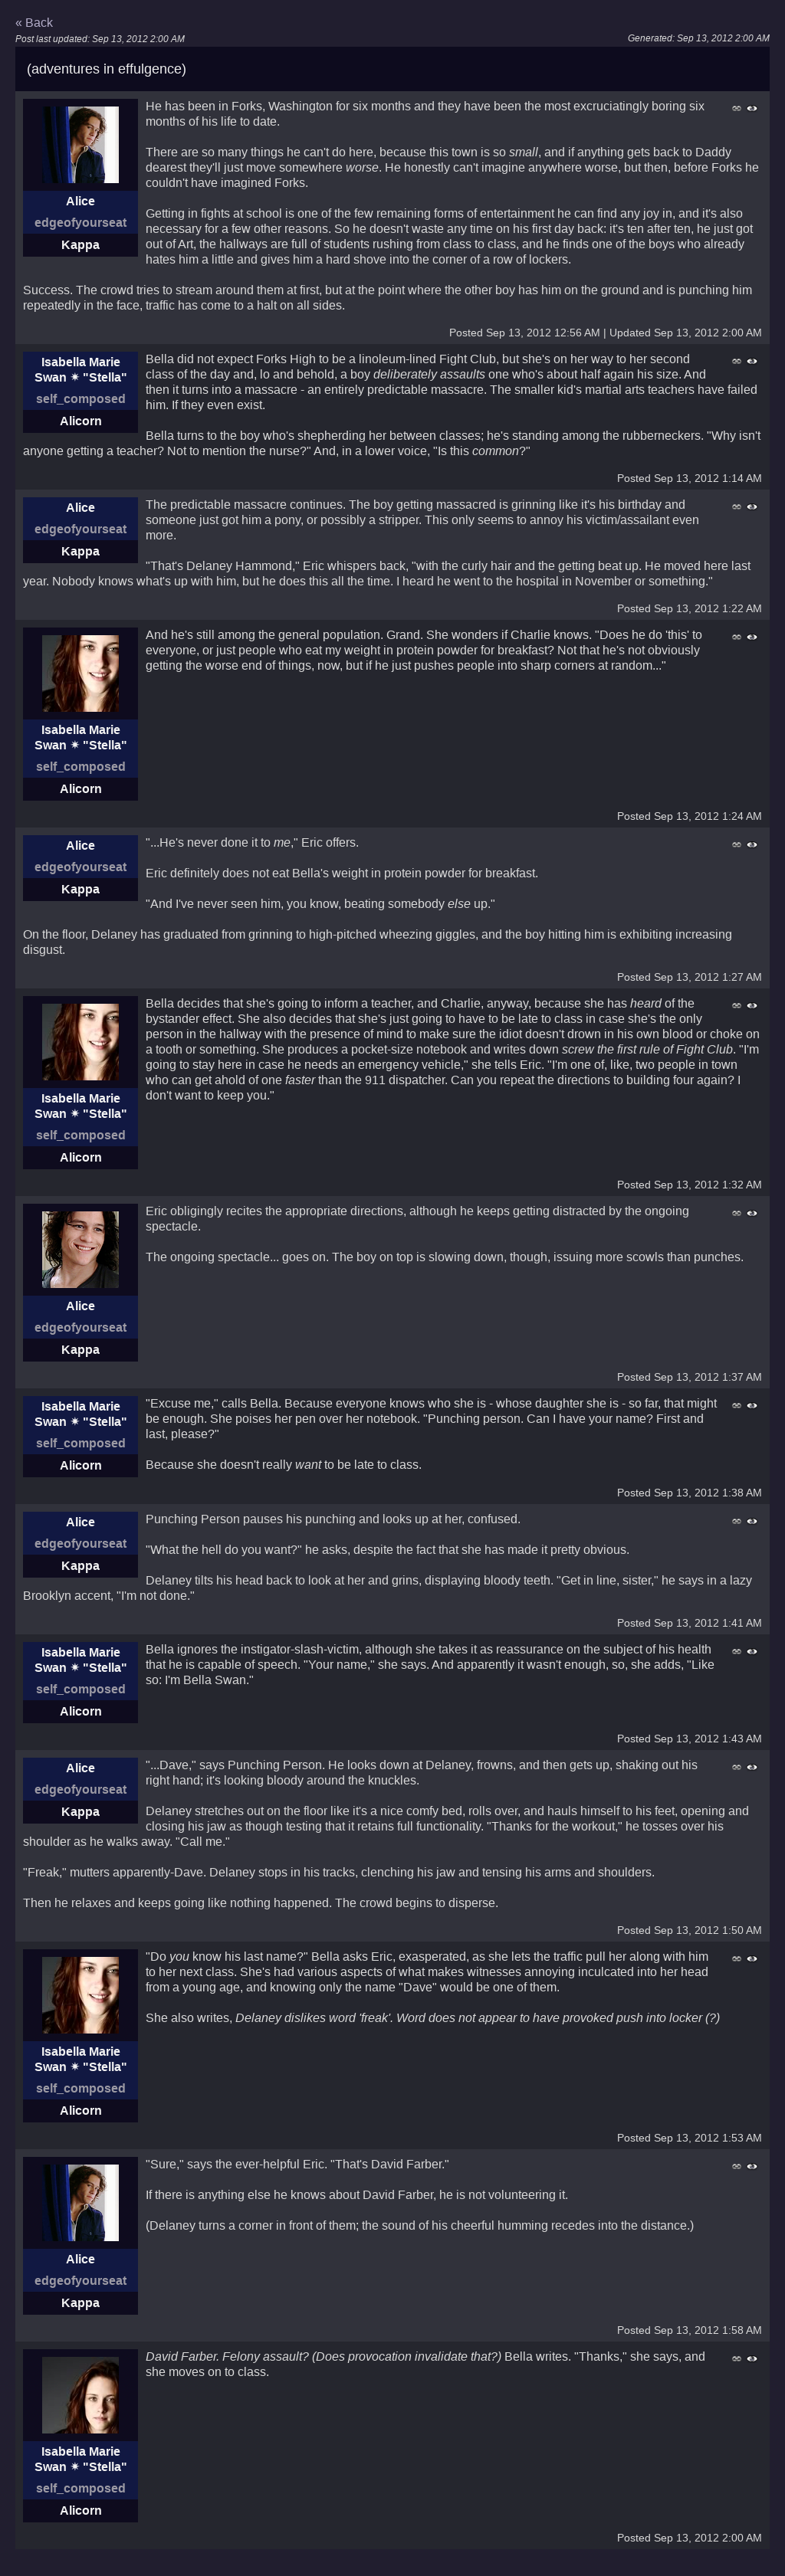 « Back
Post last updated: Sep 13, 2012 2:00 AM
Generated: Sep 13, 2012 2:00 AM
(adventures in effulgence)
Alice
edgeofyourseat
Kappa
He has been in Forks, Washington for six months and they have been the most excruciatingly boring six
months of his life to date.
There are so many things he can't do here, because this town is so small, and if anything gets back to Daddy
dearest they'll just move somewhere worse. He honestly can't imagine anywhere worse, but then, before Forks he
couldn't have imagined Forks.
Getting in fights at school is one of the few remaining forms of entertainment he can find any joy in, and it's also
necessary for a few other reasons. So he doesn't waste any time on his first day back: it's ten after ten, he just got
out of Art, the hallways are full of students rushing from class to class, and he finds one of the boys who already
hates him a little and gives him a hard shove into the corner of a row of lockers.
Success. The crowd tries to stream around them at first, but at the point where the other boy has him on the ground and is punching him
repeatedly in the face, traffic has come to a halt on all sides.
Posted Sep 13, 2012 12:56 AM | Updated Sep 13, 2012 2:00 AM
Isabella Marie
Swan ✴ "Stella"
self_composed
Alicorn
Bella did not expect Forks High to be a linoleum-lined Fight Club, but she's on her way to her second
class of the day and, lo and behold, a boy deliberately assaults one who's about half again his size. And
then it turns into a massacre - an entirely predictable massacre. The smaller kid's martial arts teachers have failed
him. If they even exist.
Bella turns to the boy who's shepherding her between classes; he's standing among the rubberneckers. "Why isn't
anyone getting a teacher? Not to mention the nurse?" And, in a lower voice, "Is this common?"
Posted Sep 13, 2012 1:14 AM
Alice
edgeofyourseat
Kappa
The predictable massacre continues. The boy getting massacred is grinning like it's his birthday and
someone just got him a pony, or possibly a stripper. This only seems to annoy his victim/assailant even
more.
"That's Delaney Hammond," Eric whispers back, "with the curly hair and the getting beat up. He moved here last
year. Nobody knows what's up with him, but he does this all the time. I heard he went to the hospital in November or something."
Posted Sep 13, 2012 1:22 AM
Isabella Marie
Swan ✴ "Stella"
self_composed
Alicorn
And he's still among the general population. Grand. She wonders if Charlie knows. "Does he do 'this' to
everyone, or just people who eat my weight in protein powder for breakfast? Not that he's not obviously
getting the worse end of things, now, but if he just pushes people into sharp corners at random..."
Posted Sep 13, 2012 1:24 AM
Alice
edgeofyourseat
Kappa
"...He's never done it to me," Eric offers.
Eric definitely does not eat Bella's weight in protein powder for breakfast.
"And I've never seen him, you know, beating somebody else up."
On the floor, Delaney has graduated from grinning to high-pitched wheezing giggles, and the boy hitting him is exhibiting increasing
disgust.
Posted Sep 13, 2012 1:27 AM
Isabella Marie
Swan ✴ "Stella"
self_composed
Alicorn
Bella decides that she's going to inform a teacher, and Charlie, anyway, because she has heard of the
bystander effect. She also decides that she's just going to have to be late to class in case she's the only
person in the hallway with the presence of mind to make sure the idiot doesn't drown in his own blood or choke on
a tooth or something. She produces a pocket-size notebook and writes down screw the first rule of Fight Club. "I'm
going to stay here in case he needs an emergency vehicle," she tells Eric. "I'm one of, like, two people in town
who can get ahold of one faster than the 911 dispatcher. Can you repeat the directions to building four again? I
don't want to keep you."
Posted Sep 13, 2012 1:32 AM
Alice
edgeofyourseat
Kappa
Eric obligingly recites the appropriate directions, although he keeps getting distracted by the ongoing
spectacle.
The ongoing spectacle... goes on. The boy on top is slowing down, though, issuing more scowls than punches.
Posted Sep 13, 2012 1:37 AM
Isabella Marie
Swan ✴ "Stella"
self_composed
Alicorn
"Excuse me," calls Bella. Because everyone knows who she is - whose daughter she is - so far, that might
be enough. She poises her pen over her notebook. "Punching person. Can I have your name? First and
last, please?"
Because she doesn't really want to be late to class.
Posted Sep 13, 2012 1:38 AM
Alice
edgeofyourseat
Kappa
Punching Person pauses his punching and looks up at her, confused.
"What the hell do you want?" he asks, despite the fact that she has made it pretty obvious.
Delaney tilts his head back to look at her and grins, displaying bloody teeth. "Get in line, sister," he says in a lazy
Brooklyn accent, "I'm not done."
Posted Sep 13, 2012 1:41 AM
Isabella Marie
Swan ✴ "Stella"
self_composed
Alicorn
Bella ignores the instigator-slash-victim, although she takes it as reassurance on the subject of his health
that he is capable of speech. "Your name," she says. And apparently it wasn't enough, so, she adds, "Like
so: I'm Bella Swan."
Posted Sep 13, 2012 1:43 AM
Alice
edgeofyourseat
Kappa
"...Dave," says Punching Person. He looks down at Delaney, frowns, and then gets up, shaking out his
right hand; it's looking bloody around the knuckles.
Delaney stretches out on the floor like it's a nice comfy bed, rolls over, and hauls himself to his feet, opening and
closing his jaw as though testing that it retains full functionality. "Thanks for the workout," he tosses over his
shoulder as he walks away. "Call me."
"Freak," mutters apparently-Dave. Delaney stops in his tracks, clenching his jaw and tensing his arms and shoulders.
Then he relaxes and keeps going like nothing happened. The crowd begins to disperse.
Posted Sep 13, 2012 1:50 AM
Isabella Marie
Swan ✴ "Stella"
self_composed
Alicorn
"Do you know his last name?" Bella asks Eric, exasperated, as she lets the traffic pull her along with him
to her next class. She's had various aspects of what makes witnesses annoying inculcated into her head
from a young age, and knowing only the name "Dave" would be one of them.
She also writes, Delaney dislikes word 'freak'. Word does not appear to have provoked push into locker (?)
Posted Sep 13, 2012 1:53 AM
Alice
edgeofyourseat
Kappa
"Sure," says the ever-helpful Eric. "That's David Farber."
If there is anything else he knows about David Farber, he is not volunteering it.
(Delaney turns a corner in front of them; the sound of his cheerful humming recedes into the distance.)
Posted Sep 13, 2012 1:58 AM
Isabella Marie
Swan ✴ "Stella"
self_composed
Alicorn
David Farber. Felony assault? (Does provocation invalidate that?) Bella writes. "Thanks," she says, and
she moves on to class.
Posted Sep 13, 2012 2:00 AM